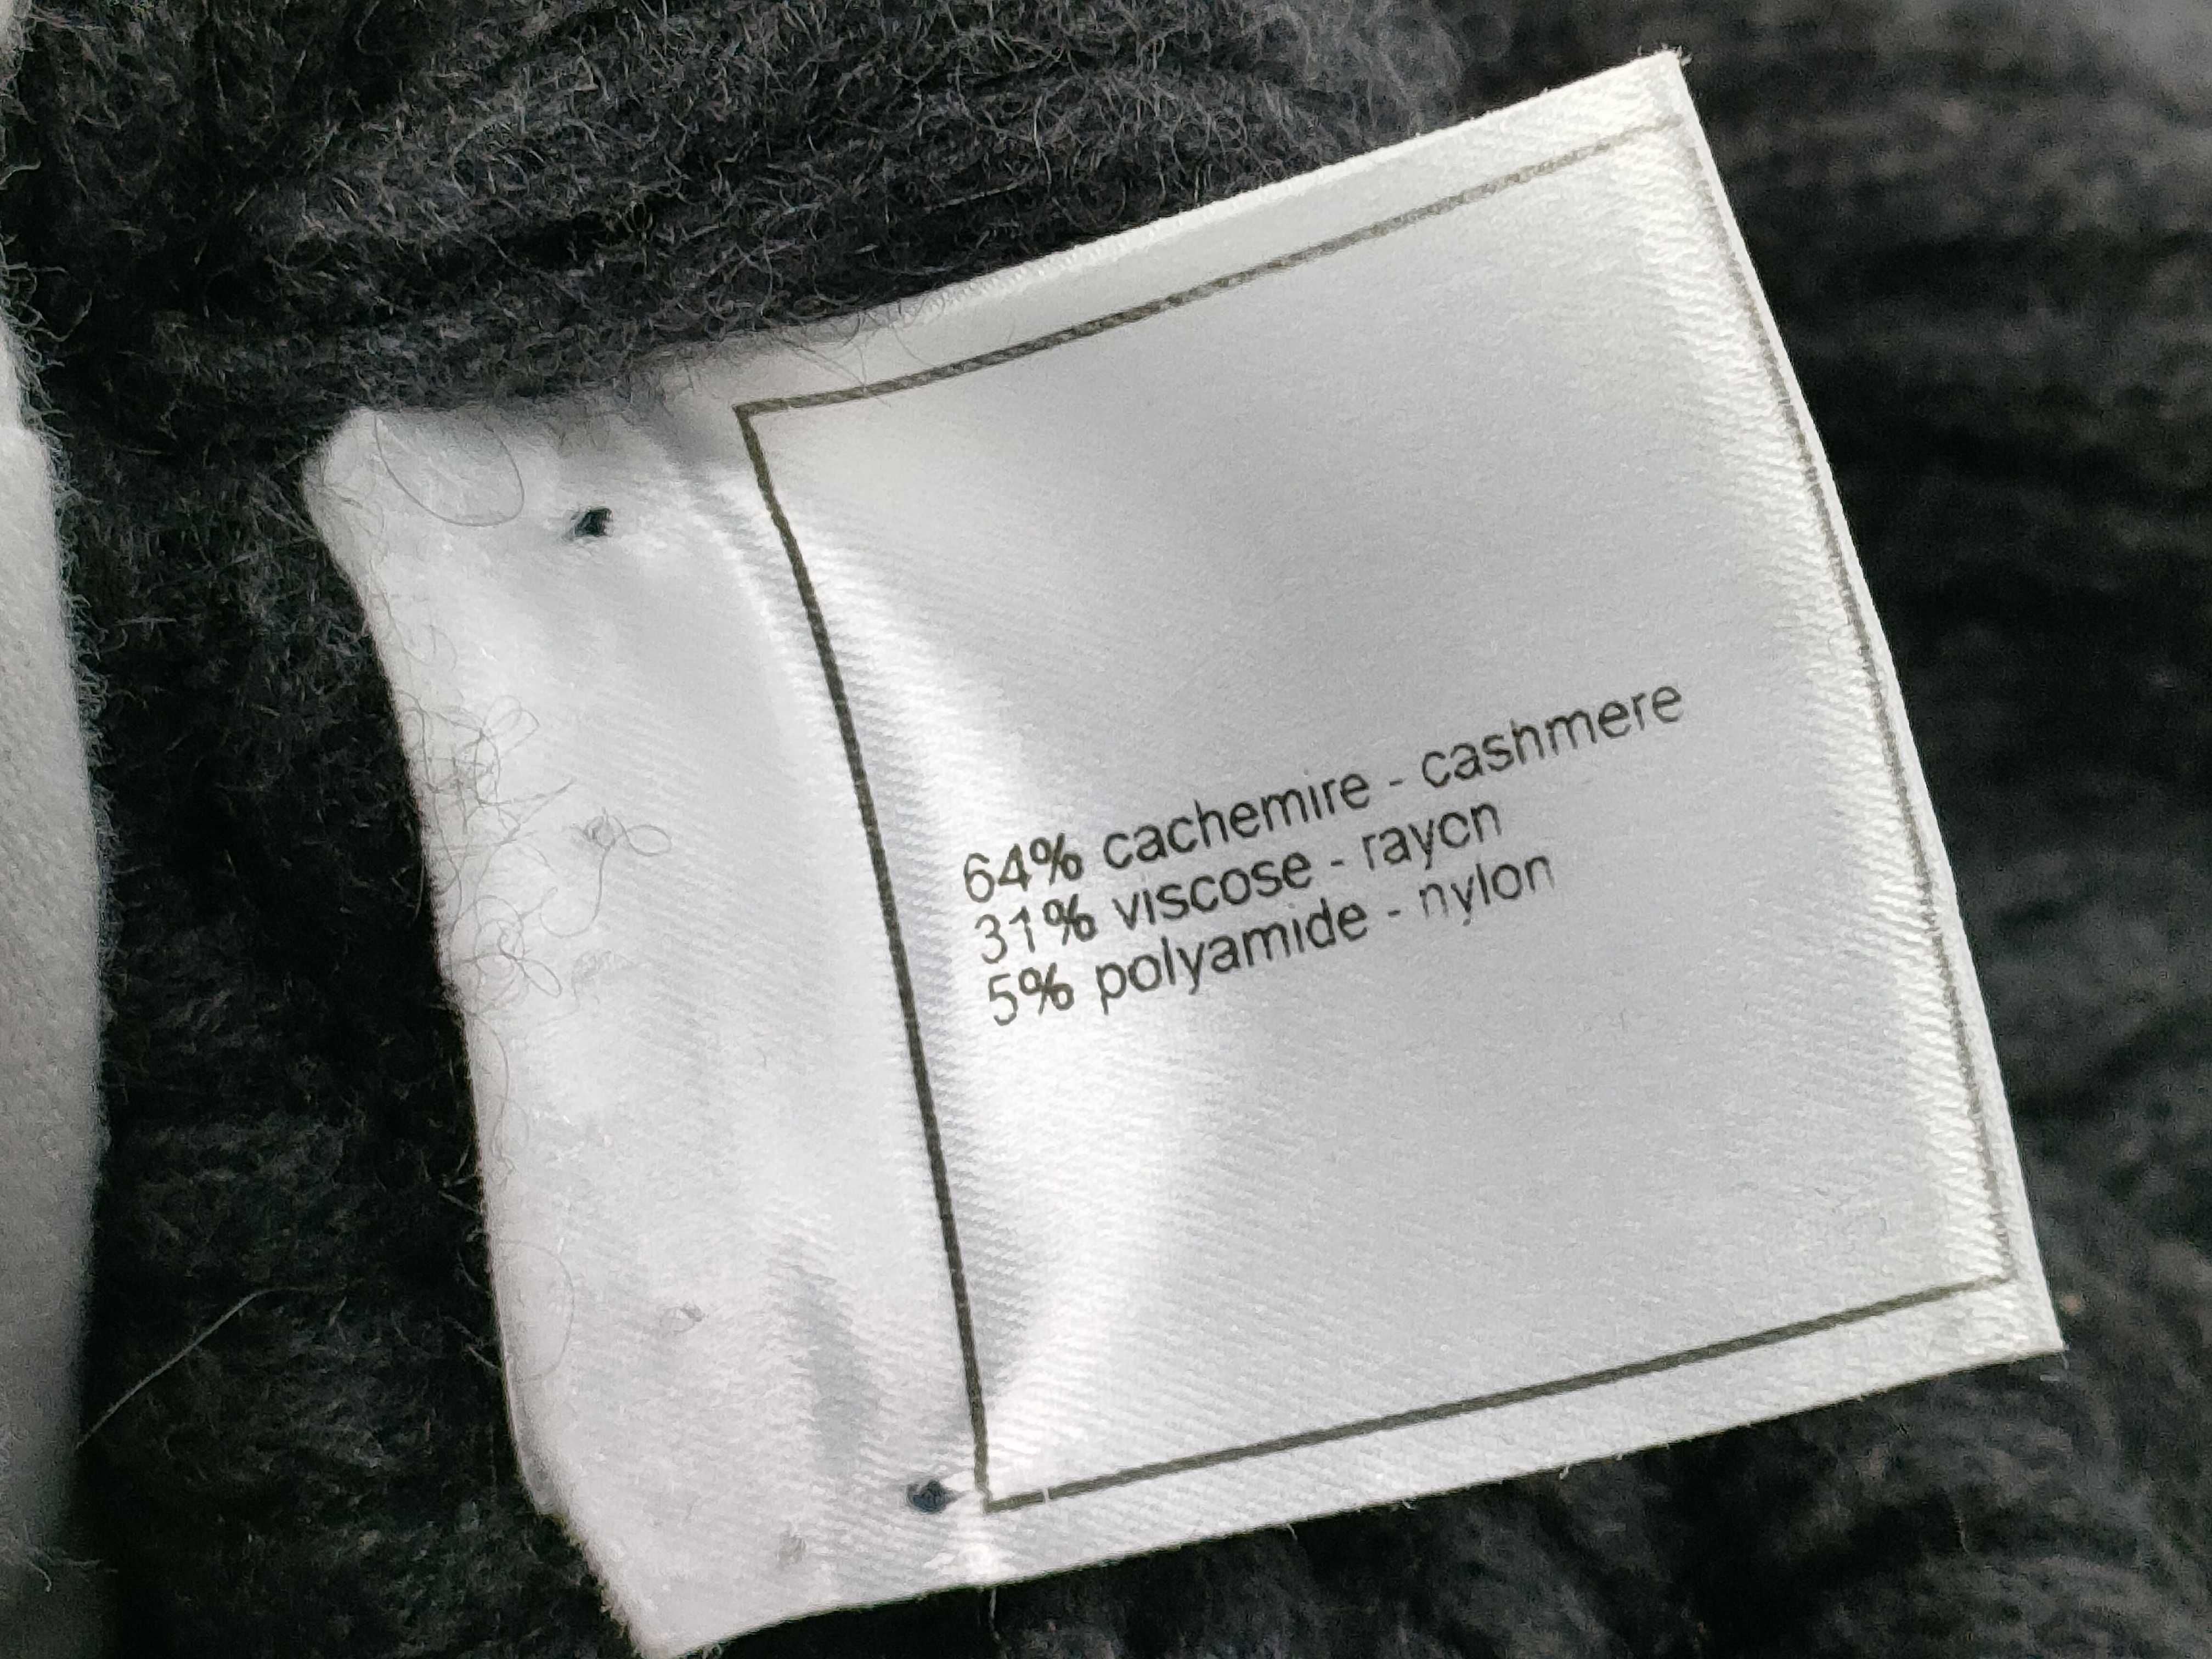 64% cachemire - cashmere
31% viscose - rayon
5% polyamide - nylon